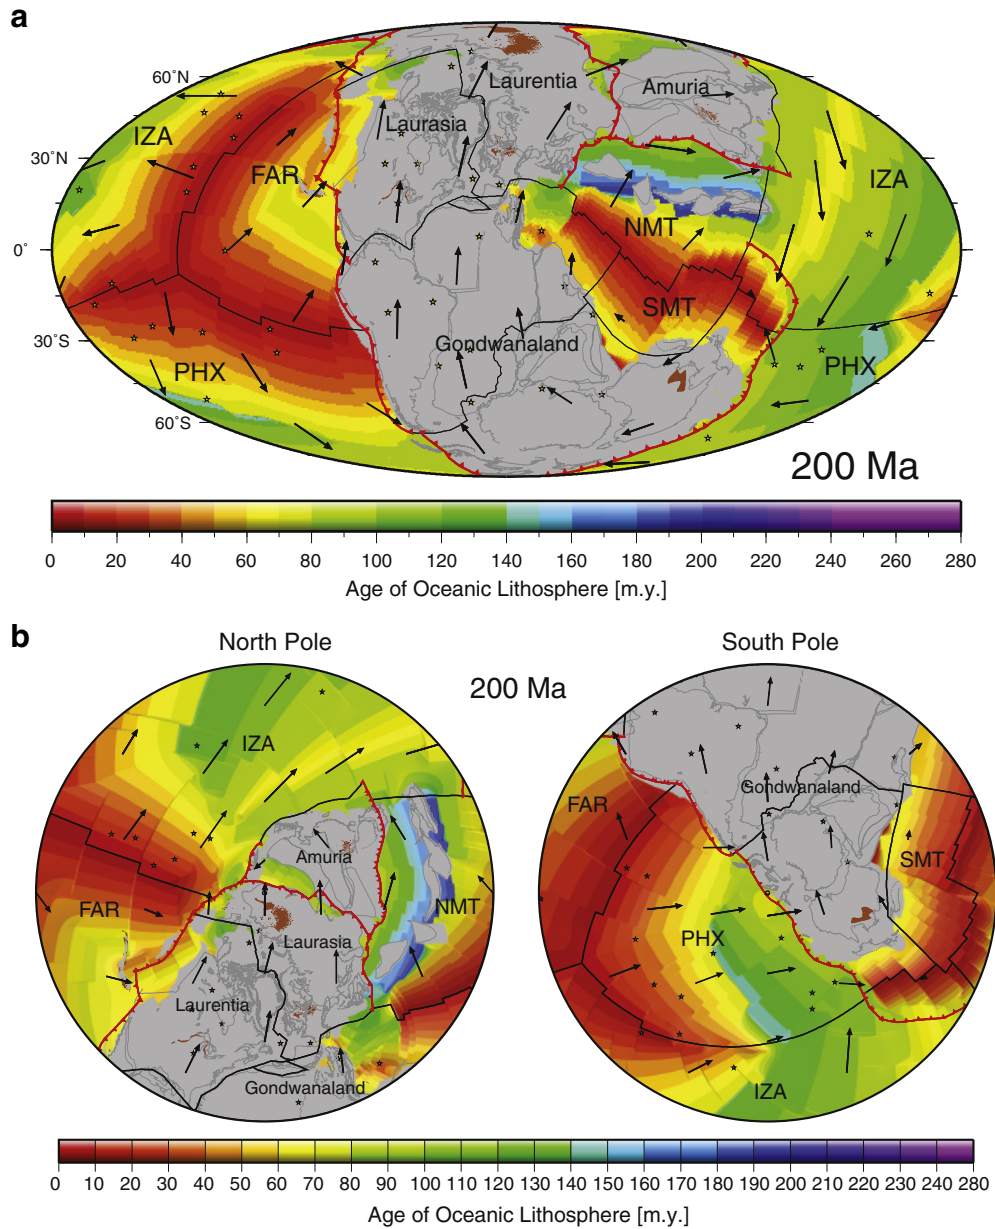 a
60˚N
30˚N
0˚
30˚S
60˚S
IZA
FAR
PHX
Laurasia
Laurentia
Amuria
NMT
SMT
Gondwanaland
IZA
PHX
200 Ma
0 20 40 60 80 100 120 140 160 180 200 220 240 260 280
Age of Oceanic Lithosphere [m.y.]
b
North Pole
South Pole
200 Ma
IZA
Amuria
FAR
NMT
Laurasia
Laurentia
Gondwanaland
Gondwanaland
FAR
SMT
PHX
IZA
0 10 20 30 40 50 60 70 80 90 100 110 120 130 140 150 160 170 180 190 200 210 220 230 240 250 260 270 280
Age of Oceanic Lithosphere [m.y.]